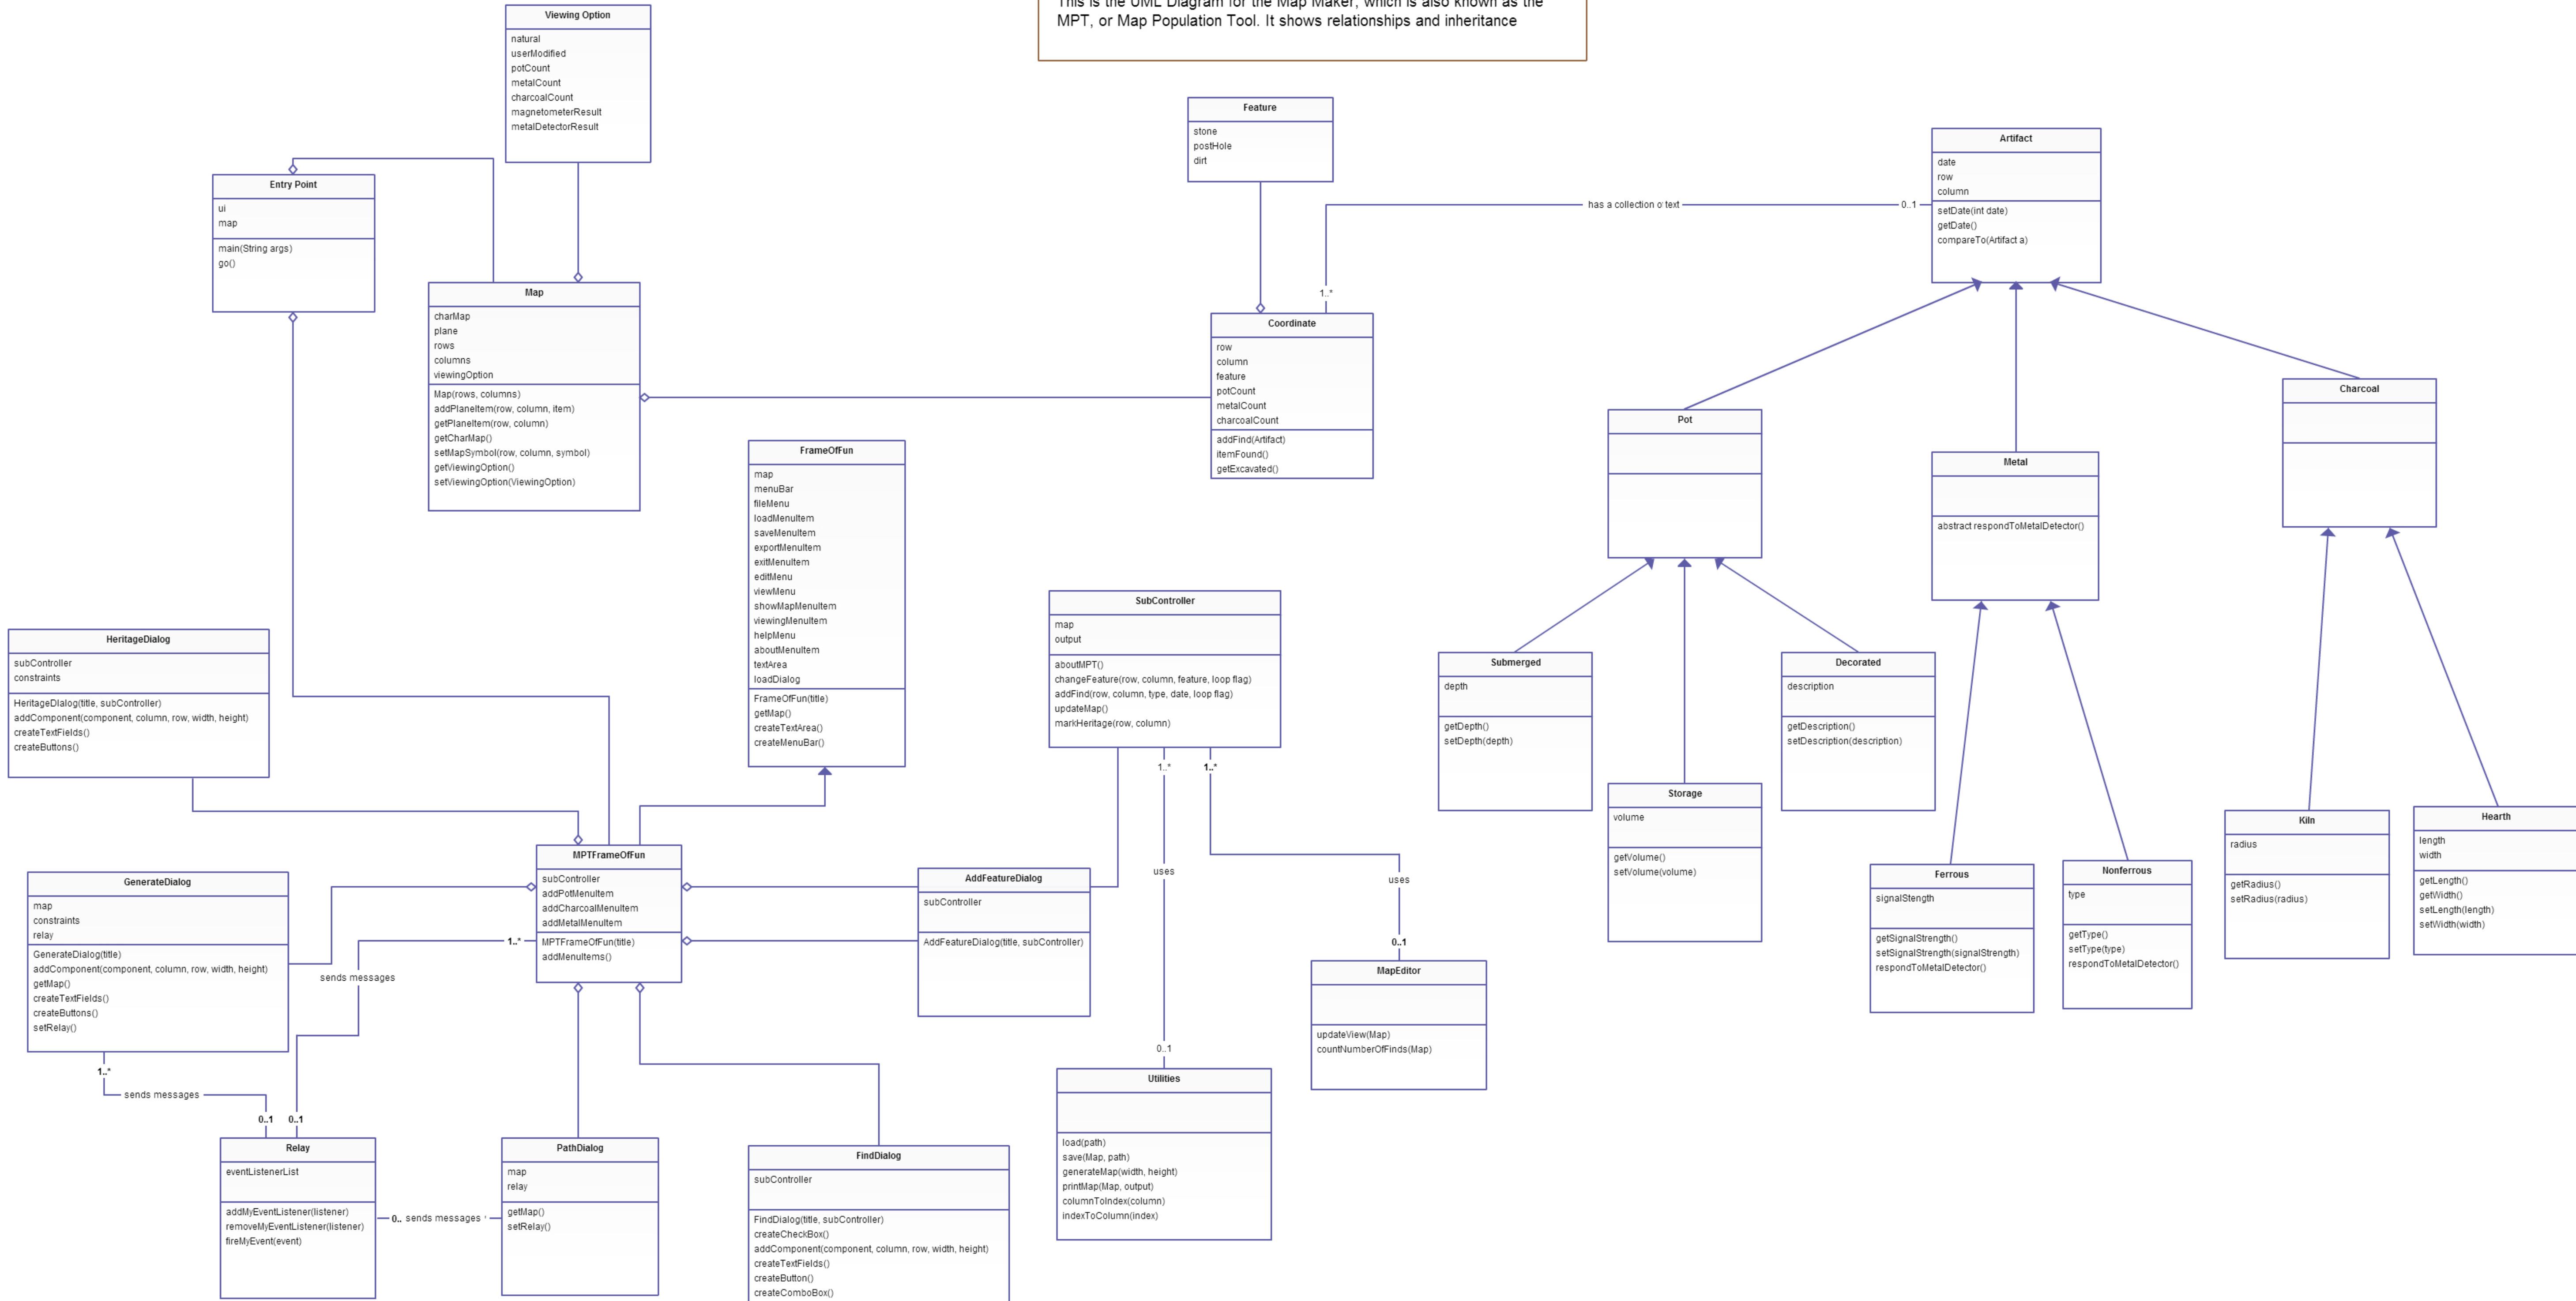 This is the UML Diagram for the Map Maker, which is also known as the
MPT, or Map Population Tool. It shows relationships and inheritance
Viewing Option
natural
userModified
potCount
metalCount
charcoalCount
magnetometerResult
metalDetectorResult
Feature
stone
postHole
dirt
Artifact
date
row
column
setDate(int date)
getDate()
compareTo(Artifact a)
has a collection o text
0..1
1..*
Entry Point
ui
map
main(String args)
go()
Map
charMap
plane
rows
columns
viewingOption
Map(rows, columns)
addPlaneItem(row, column, item)
getPlaneItem(row, column)
getCharMap()
setMapSymbol(row, column, symbol)
getViewingOption()
setViewingOption(ViewingOption)
Coordinate
row
column
feature
potCount
metalCount
charcoalCount
addFind(Artifact)
itemFound()
getExcavated()
Pot
Metal
abstract respondToMetalDetector()
Charcoal
FrameOfFun
map
menuBar
fileMenu
loadMenuItem
saveMenuItem
exportMenuItem
exitMenuItem
editMenu
viewMenu
showMapMenuItem
viewingMenuItem
helpMenu
aboutMenuItem
textArea
loadDialog
FrameOfFun(title)
getMap()
createTextArea()
createMenuBar()
SubController
map
output
aboutMPT()
changeFeature(row, column, feature, loop flag)
addFind(row, column, type, date, loop flag)
updateMap()
markHeritage(row, column)
HeritageDialog
subController
constraints
HeritageDIalog(title, subController)
addComponent(component, column, row, width, height)
createTextFields()
createButtons()
Submerged
depth
getDepth()
setDepth(depth)
Decorated
description
getDescription()
setDescription(description)
Storage
volume
getVolume()
setVolume(volume)
Ferrous
signalStength
getSignalStrength()
setSignalStrength(signalStrength)
respondToMetalDetector()
Nonferrous
type
getType()
setType(type)
respondToMetalDetector()
Kiln
radius
getRadius()
setRadius(radius)
Hearth
length
width
getLength()
getWidth()
setLength(length)
setWidth(width)
1..*
1..*
uses
uses
0..1
0..1
MPTFrameOfFun
subController
addPotMenuItem
addCharcoalMenuItem
addMetalMenuItem
MPTFrameOfFun(title)
addMenuItems()
AddFeatureDialog
subController
AddFeatureDialog(title, subController)
GenerateDialog
map
constraints
relay
GenerateDialog(title)
addComponent(component, column, row, width, height)
getMap()
createTextFields()
createButtons()
setRelay()
1..*
sends messages
1..*
sends messages
0..1
0..1
MapEditor
updateView(Map)
countNumberOfFinds(Map)
Utilities
load(path)
save(Map, path)
generateMap(width, height)
printMap(Map, output)
columnToIndex(column)
indexToColumn(index)
Relay
eventListenerList
addMyEventListener(listener)
removeMyEventListener(listener)
fireMyEvent(event)
0.. sends messages
PathDialog
map
relay
getMap()
setRelay()
FindDialog
subController
FindDialog(title, subController)
createCheckBox()
addComponent(component, column, row, width, height)
createTextFields()
createButton()
createComboBox()